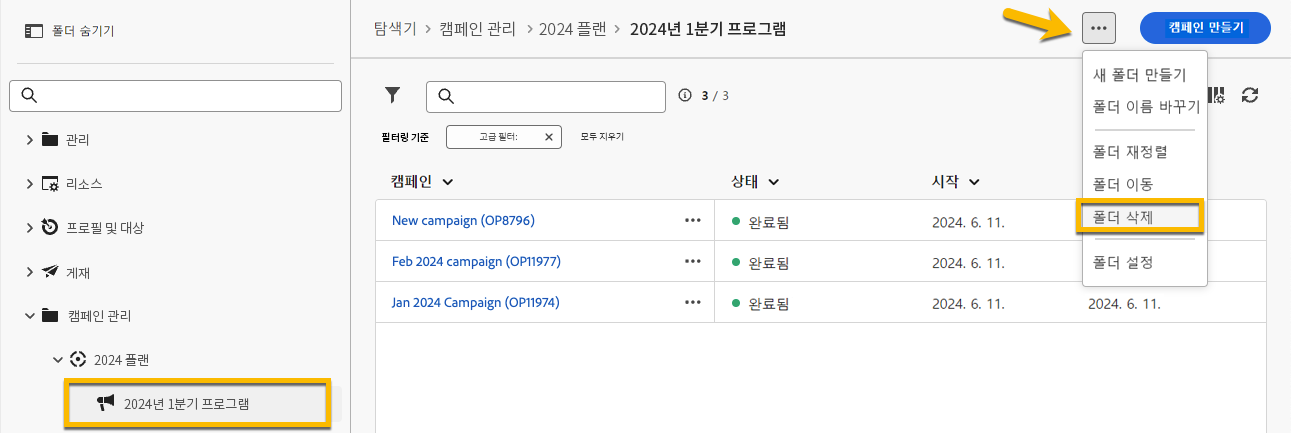 폴더 숨기기
관리
리소스
프로필 및 대상
게재
캠페인 관리
2024 플랜
2024년 1분기 프로그램
탐색기 > 캠페인 관리 > 2024 플랜 > 2024년 1분기 프로그램
캠페인 만들기
3 / 3
필터링 기준 고급 필터: 모두 지우기
새 폴더 만들기
폴더 이름 바꾸기
폴더 재정렬
폴더 이동
폴더 삭제
폴더 설정
캠페인 상태 시작
New campaign (OP8796) 완료됨 2024. 6. 11.
Feb 2024 campaign (OP11977) 완료됨 2024. 6. 11.
Jan 2024 Campaign (OP11974) 완료됨 2024. 6. 11. 2024. 6. 11.